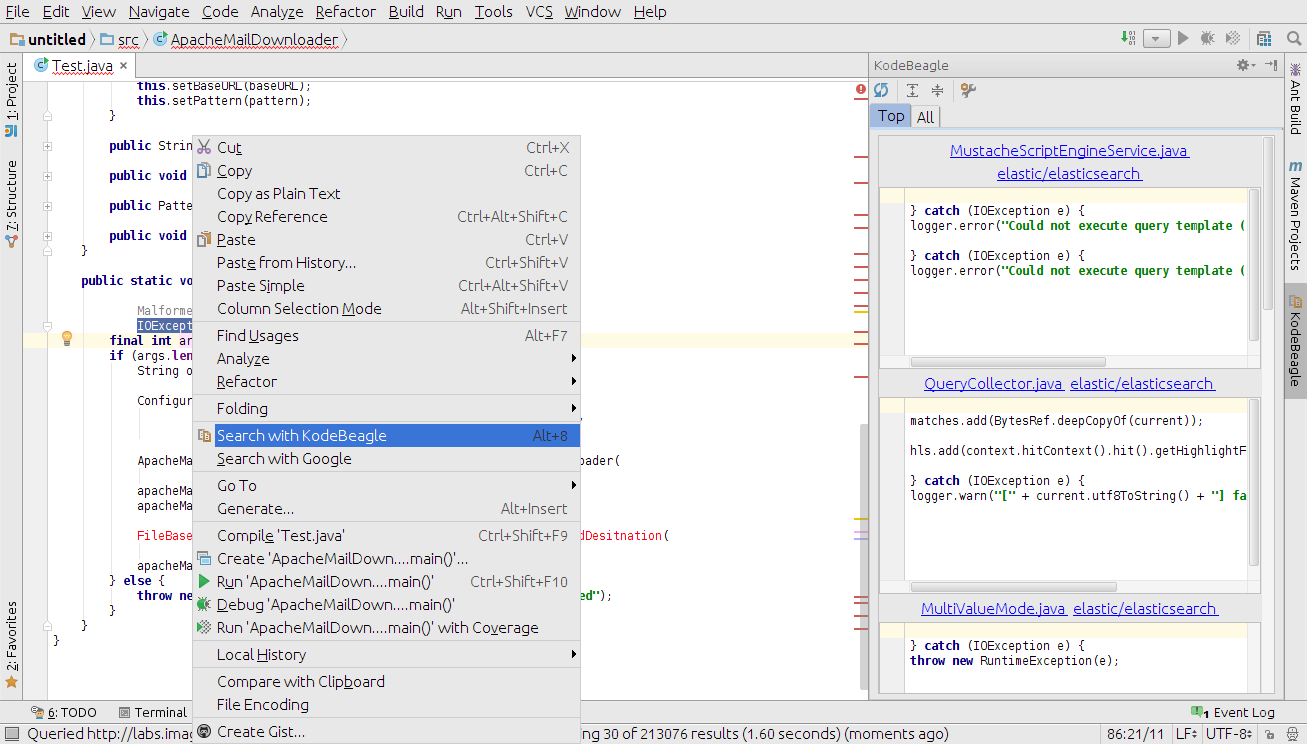 File Edit View Navigate Code Analyze Refactor Build Run Tools VCS Window Help
untitled src ApacheMailDownloader
Test.java
1: Project
7: Structure
2: Favorites
this.setBaseURL(baseURL);
this.setPattern(pattern);
}
public Strin
public void
public Patte
public void
}
public static vo
Malforme
IOExcept
final int ar
if (args.len
String o
Configur
ApacheMa
ader(
apacheMa
apacheMa
FileBase
dDesitnation(
apacheMa
} else {
throw ne
ed");
}
}
}
Cut Ctrl+X
Copy Ctrl+C
Copy as Plain Text
Copy Reference Ctrl+Alt+Shift+C
Paste Ctrl+V
Paste from History... Ctrl+Shift+V
Paste Simple Ctrl+Alt+Shift+V
Column Selection Mode Alt+Shift+Insert
Find Usages Alt+F7
Analyze
Refactor
Folding
Search with KodeBeagle Alt+8
Search with Google
Go To
Generate... Alt+Insert
Compile 'Test.java' Ctrl+Shift+F9
Create 'ApacheMailDown....main()'...
Run 'ApacheMailDown....main()' Ctrl+Shift+F10
Debug 'ApacheMailDown....main()'
Run 'ApacheMailDown....main()' with Coverage
Local History
Compare with Clipboard
File Encoding
Create Gist...
KodeBeagle
Top All
MustacheScriptEngineService.java
elastic/elasticsearch
} catch (IOException e) {
logger.error("Could not execute query template (
} catch (IOException e) {
logger.error("Could not execute query template (
QueryCollector.java elastic/elasticsearch
matches.add(BytesRef.deepCopyOf(current));
hls.add(context.hitContext().hit().getHighlightF
} catch (IOException e) {
logger.warn("[" + current.utf8ToString() + "] fa
MultiValueMode.java elastic/elasticsearch
} catch (IOException e) {
throw new RuntimeException(e);
Ant Build
m Maven Projects
KodeBeagle
6: TODO Terminal
1 Event Log
Queried http://labs.imag
ng 30 of 213076 results (1.60 seconds) (moments ago)
86:21/11 LF UTF-8